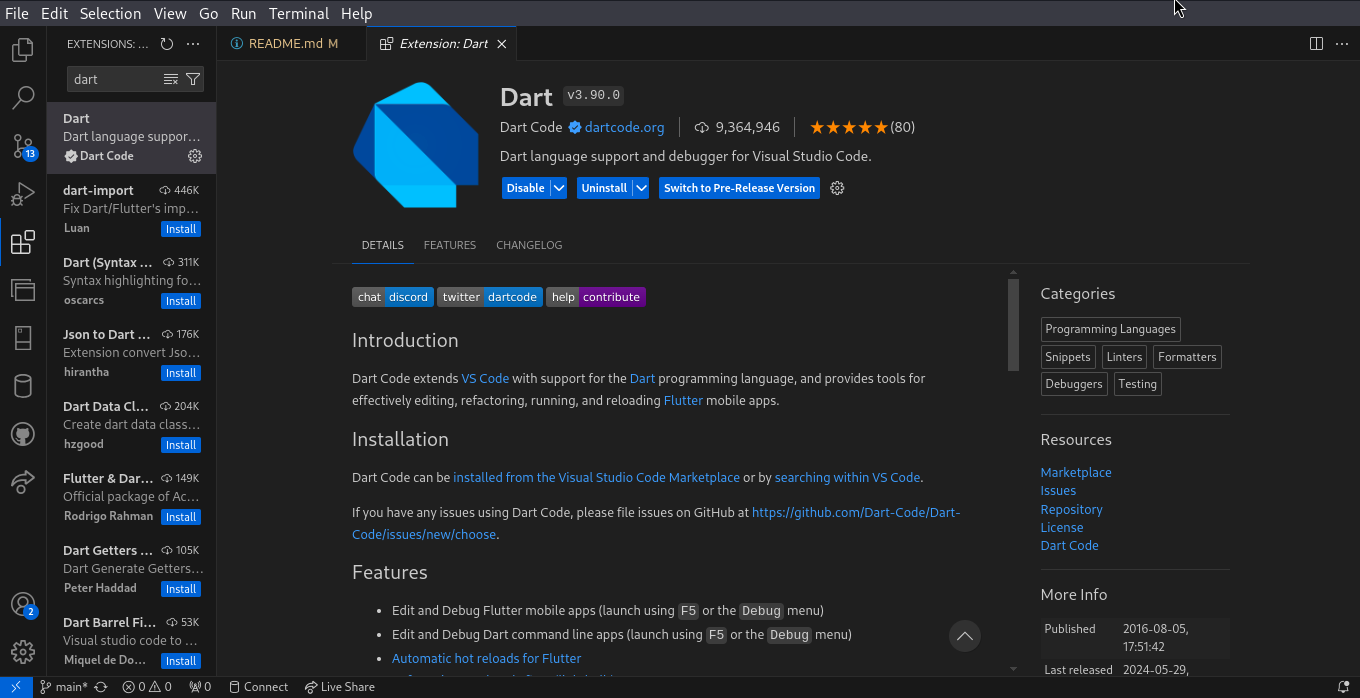 File Edit Selection View Go Run Terminal Help
EXTENSIONS: ...
README.md M
Extension: Dart
dart
13
2
Dart
Dart language suppor...
Dart Code
dart-import 446K
Fix Dart/Flutter's imp...
Luan Install
Dart (Syntax ... 311K
Syntax highlighting fo...
oscarcs Install
Json to Dart ... 176K
Extension convert Jso...
hirantha Install
Dart Data Cl... 204K
Create dart data class...
hzgood Install
Flutter & Dar... 149K
Official package of Ac...
Rodrigo Rahman Install
Dart Getters ... 105K
Dart Generate Getters...
Peter Haddad Install
Dart Barrel Fi... 53K
Visual studio code to ...
Miquel de Do... Install
Dart v3.90.0
Dart Code dartcode.org 9,364,946 (80)
Dart language support and debugger for Visual Studio Code.
Disable Uninstall Switch to Pre-Release Version
DETAILS FEATURES CHANGELOG
chat discord twitter dartcode help contribute
Introduction
Dart Code extends VS Code with support for the Dart programming language, and provides tools for
effectively editing, refactoring, running, and reloading Flutter mobile apps.
Installation
Dart Code can be installed from the Visual Studio Code Marketplace or by searching within VS Code.
If you have any issues using Dart Code, please file issues on GitHub at https://github.com/Dart-Code/Dart-
Code/issues/new/choose.
Features
• Edit and Debug Flutter mobile apps (launch using F5 or the Debug menu)
• Edit and Debug Dart command line apps (launch using F5 or the Debug menu)
• Automatic hot reloads for Flutter
Categories
Programming Languages
Snippets Linters Formatters
Debuggers Testing
Resources
Marketplace
Issues
Repository
License
Dart Code
More Info
Published 2016-08-05,
17:51:42
Last released 2024-05-29,
main* 0 0 0 Connect Live Share